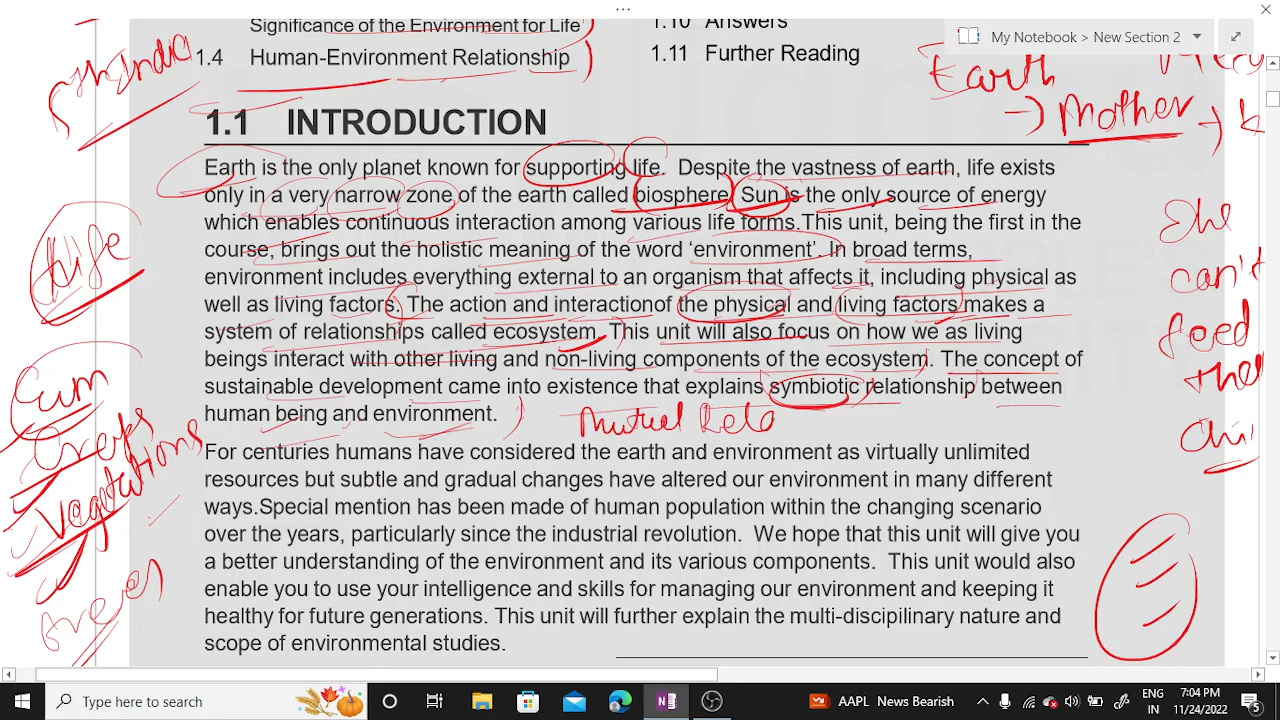 ...
My Notebook > New Section 2
Significance of the Environment for Life
1.10 Answers
1.4 Human-Environment Relationship
1.11 Further Reading
Earth
→ Mother →
1.1 INTRODUCTION
Earth is the only planet known for supporting life. Despite the vastness of earth, life exists
only in a very narrow zone of the earth called biosphere. Sun is the only source of energy
which enables continuous interaction among various life forms.This unit, being the first in the
course, brings out the holistic meaning of the word ‘environment’. In broad terms,
environment includes everything external to an organism that affects it, including physical as
well as living factors. The action and interactionof the physical and living factors makes a
system of relationships called ecosystem. This unit will also focus on how we as living
beings interact with other living and non-living components of the ecosystem. The concept of
sustainable development came into existence that explains symbiotic relationship between
human being and environment.
Mutuel Reta
For centuries humans have considered the earth and environment as virtually unlimited
resources but subtle and gradual changes have altered our environment in many different
ways.Special mention has been made of human population within the changing scenario
over the years, particularly since the industrial revolution. We hope that this unit will give you
a better understanding of the environment and its various components. This unit would also
enable you to use your intelligence and skills for managing our environment and keeping it
healthy for future generations. This unit will further explain the multi-disciplinary nature and
scope of environmental studies.
life
Sun
Crops
Vegetations
She
can't
feed
Type here to search
AAPL News Bearish
ENG
IN
7:04 PM
11/24/2022
5